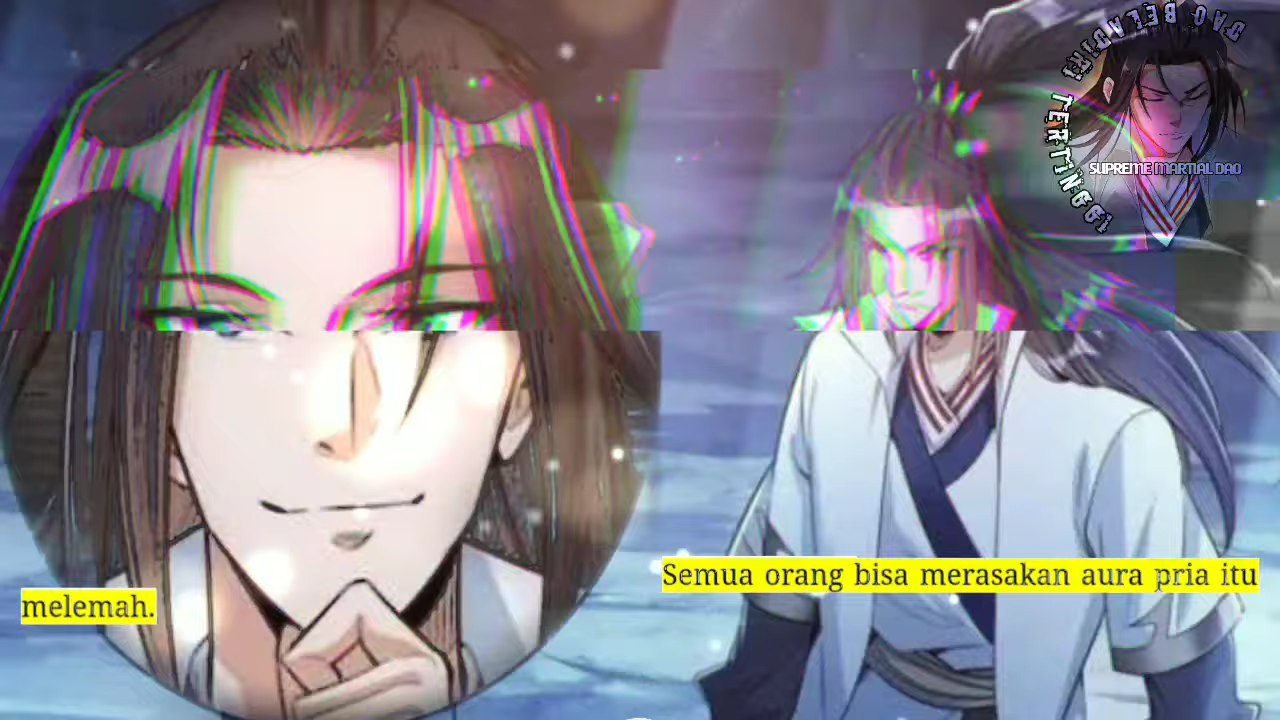 DAO BELADIRI TERTINGGI
SUPREME MARTIAL DAO
Semua orang bisa merasakan aura pria itu
melemah.